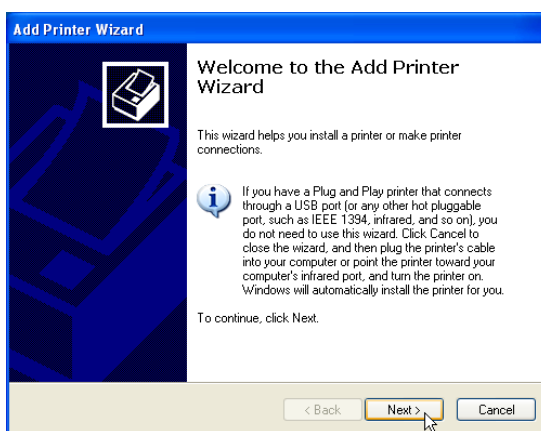 Add Printer Wizard
Welcome to the Add Printer
Wizard
This wizard helps you install a printer or make printer
connections.
If you have a Plug and Play printer that connects
through a USB port (or any other hot pluggable
port, such as IEEE 1394, infrared, and so on), you
do not need to use this wizard. Click Cancel to
close the wizard, and then plug the printer's cable
into your computer or point the printer toward your
computer's infrared port, and turn the printer on.
Windows will automatically install the printer for you.
To continue, click Next.
< Back Next > Cancel